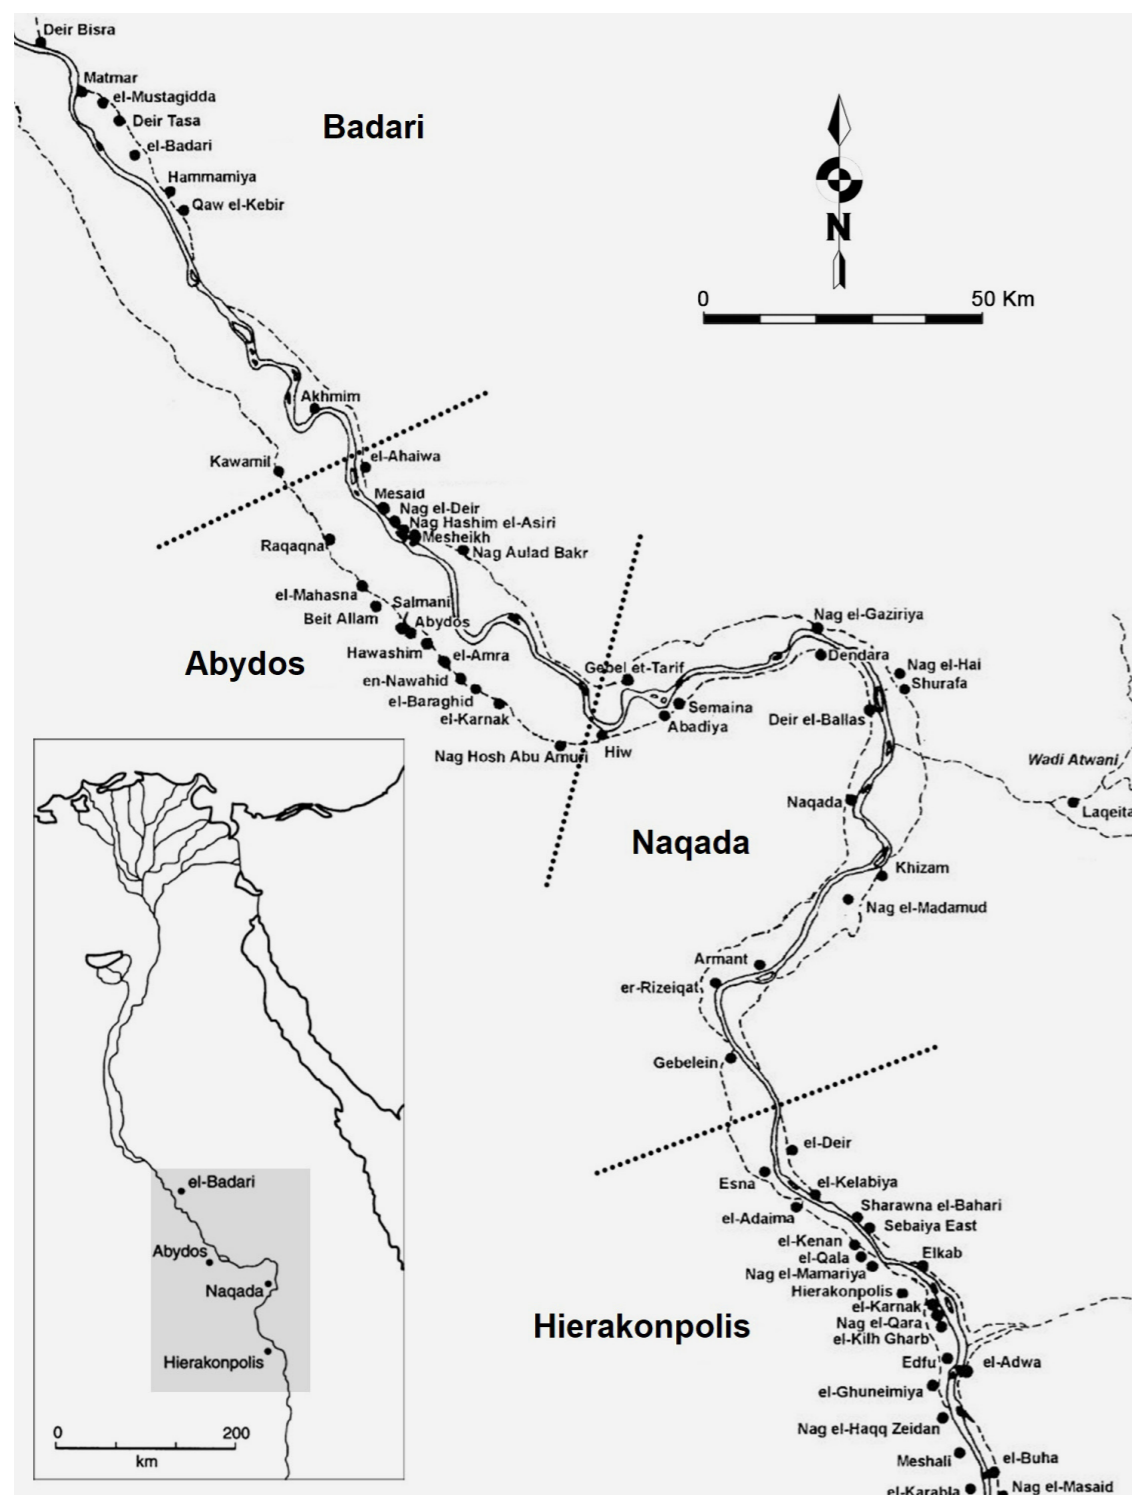 Deir Bisra
Matmar
el-Mustagidda
Deir Tasa
Badari
el-Badari
Hammamiya
Qaw el-Kebir
N
0 50 Km
Akhmim
Kawamil
el-Ahaiwa
Mesaid
Nag el-Deir
Nag Hashim el-Asiri
Mesheikh
Raqaqna
Nag Aulad Bakr
el-Mahasna
Salmani
Beit Allam
Abydos
Hawashim
el-Amra
Abydos
en-Nawahid
el-Baraghid
el-Karnak
Nag Hosh Abu Amuri
Gebel et-Tarif
Hiw
Nag el-Gaziriya
Dendara
Nag el-Hai
Shurafa
Semaina
Abadiya
Deir el-Ballas
Wadi Atwani
Laqeita
Naqada
Naqada
Khizam
Nag el-Madamud
Armant
er-Rizeiqat
Gebelein
el-Deir
Esna
el-Kelabiya
el-Adaima
Sharawna el-Bahari
Sebaiya East
el-Kenan
el-Qala
Elkab
Nag el-Mamariya
Hierakonpolis
el-Karnak
Nag el-Qara
Hierakonpolis
el-Kilh Gharb
Edfu
el-Adwa
el-Ghuneimiya
Nag el-Haqq Zeidan
Meshali
el-Buha
el-Karabla
Nag el-Masaid
el-Badari
Abydos
Naqada
Hierakonpolis
0 200
km